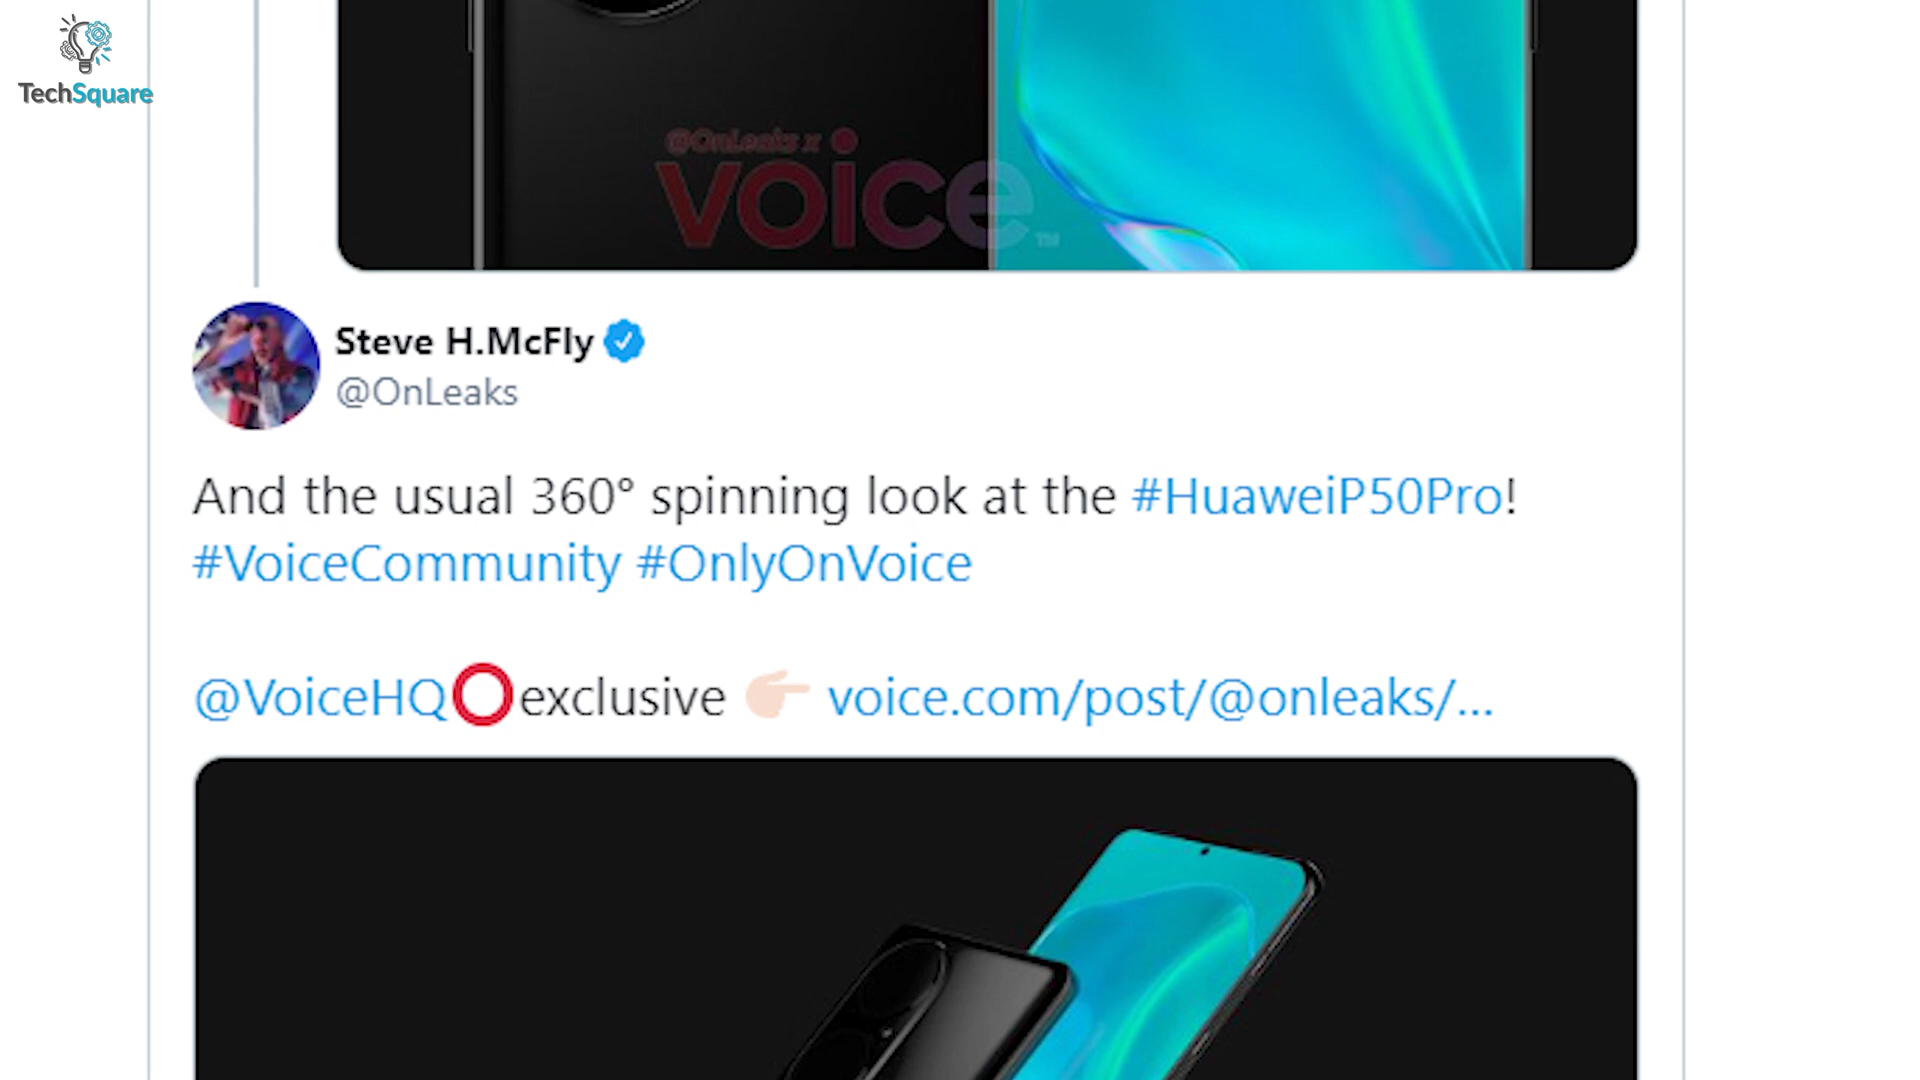 TechSquare
@OnLeaks x
voice™
Steve H.McFly
@OnLeaks
And the usual 360° spinning look at the #HuaweiP50Pro!
#VoiceCommunity #OnlyOnVoice
@VoiceHQ⭕exclusive 👉🏻 voice.com/post/@onleaks/...